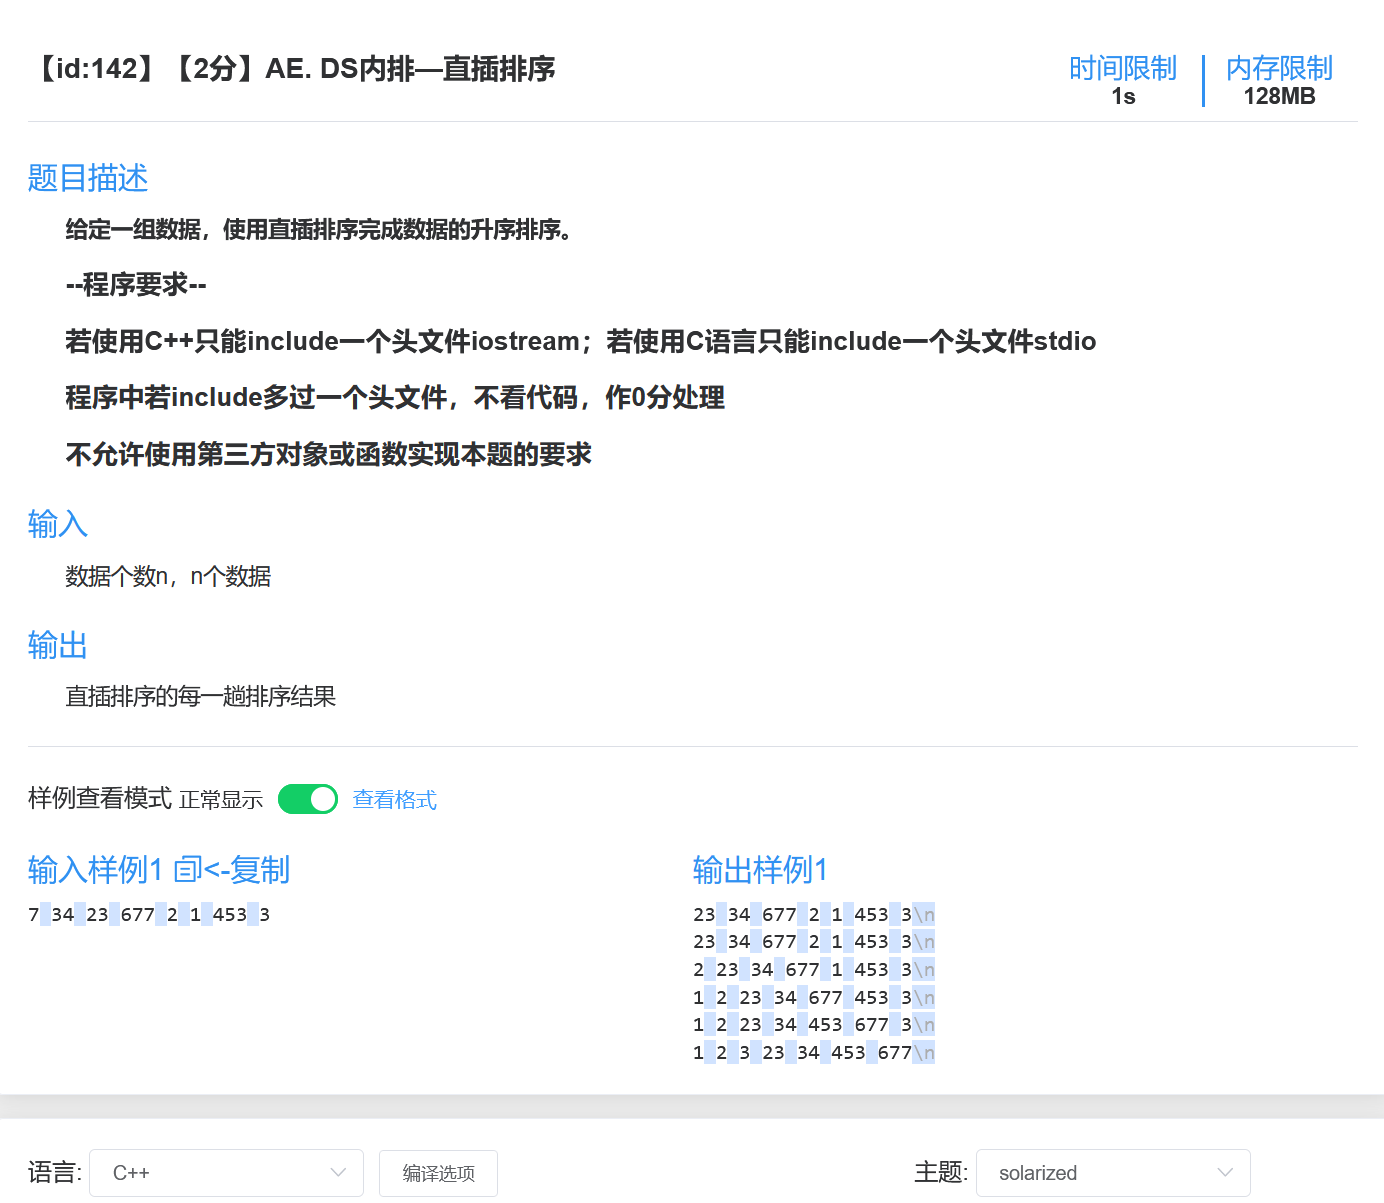 【id:142】【2分】AE. DS内排—直插排序
时间限制
1s
内存限制
128MB
题目描述
给定一组数据，使用直插排序完成数据的升序排序。
--程序要求--
若使用C++只能include一个头文件iostream；若使用C语言只能include一个头文件stdio
程序中若include多过一个头文件，不看代码，作0分处理
不允许使用第三方对象或函数实现本题的要求
输入
数据个数n，n个数据
输出
直插排序的每一趟排序结果
样例查看模式 正常显示 查看格式
输入样例1 <-复制
7 34 23 677 2 1 453 3
输出样例1
23 34 677 2 1 453 3\n
23 34 677 2 1 453 3\n
2 23 34 677 1 453 3\n
1 2 23 34 677 453 3\n
1 2 23 34 453 677 3\n
1 2 3 23 34 453 677\n
语言: C++ 编译选项 主题: solarized